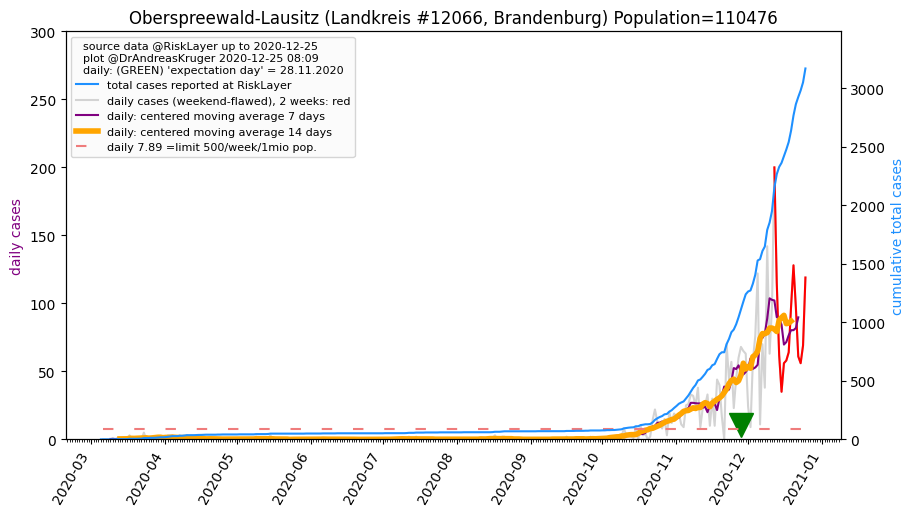 Oberspreewald-Lausitz (Landkreis #12066, Brandenburg) Population=110476
source data @RiskLayer up to 2020-12-25
plot @DrAndreasKruger 2020-12-25 08:09
daily: (GREEN) 'expectation day' = 28.11.2020
total cases reported at RiskLayer
daily cases (weekend-flawed), 2 weeks: red
daily: centered moving average 7 days
daily: centered moving average 14 days
daily 7.89 =limit 500/week/1mio pop.
daily cases
300
250
200
150
100
50
0
cumulative total cases
3000
2500
2000
1500
1000
500
0
2020-03
2020-04
2020-05
2020-06
2020-07
2020-08
2020-09
2020-10
2020-11
2020-12
2021-01